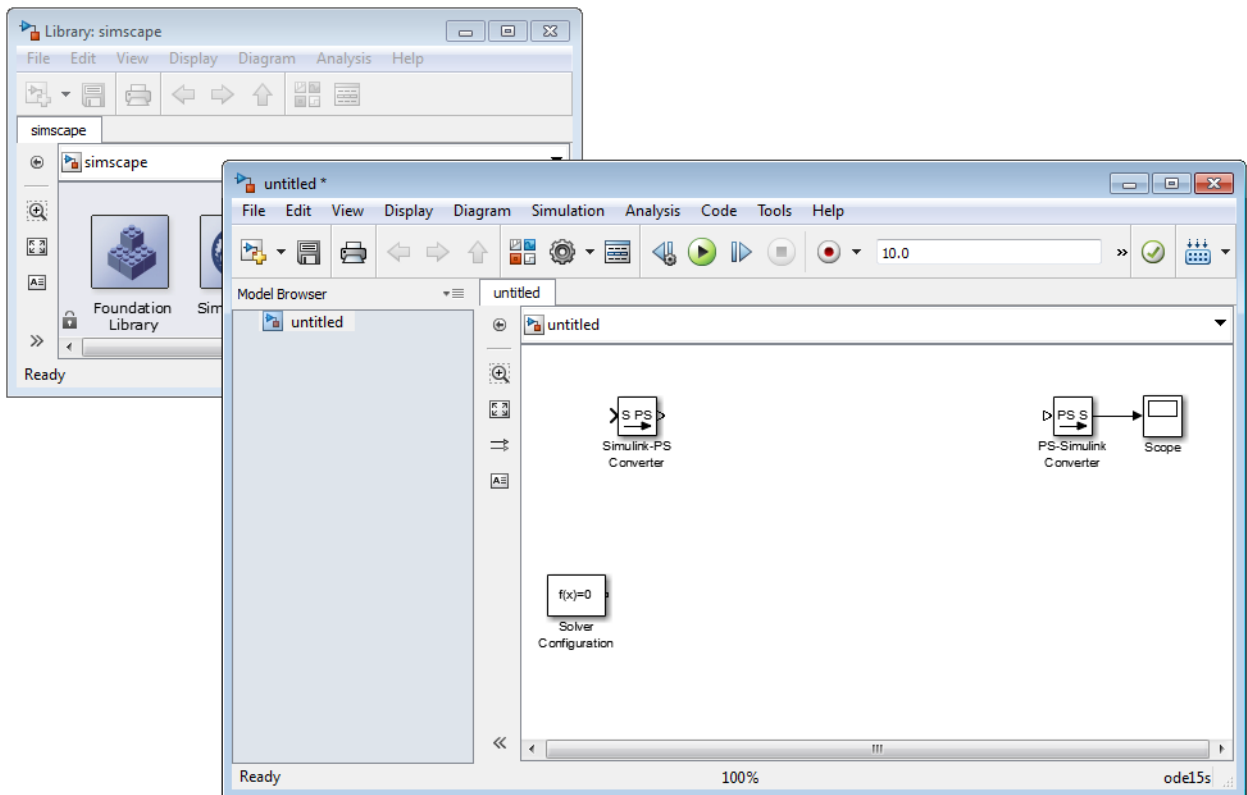 Library: simscape
File Edit View Display Diagram Analysis Help
simscape
simscape
Foundation
Library
Sim
Ready
untitled *
File Edit View Display Diagram Simulation Analysis Code Tools Help
10.0
»
Model Browser
untitled
untitled
untitled
S PS
Simulink-PS
Converter
PS S
PS-Simulink
Converter
Scope
f(x)=0
Solver
Configuration
Ready
100%
ode15s